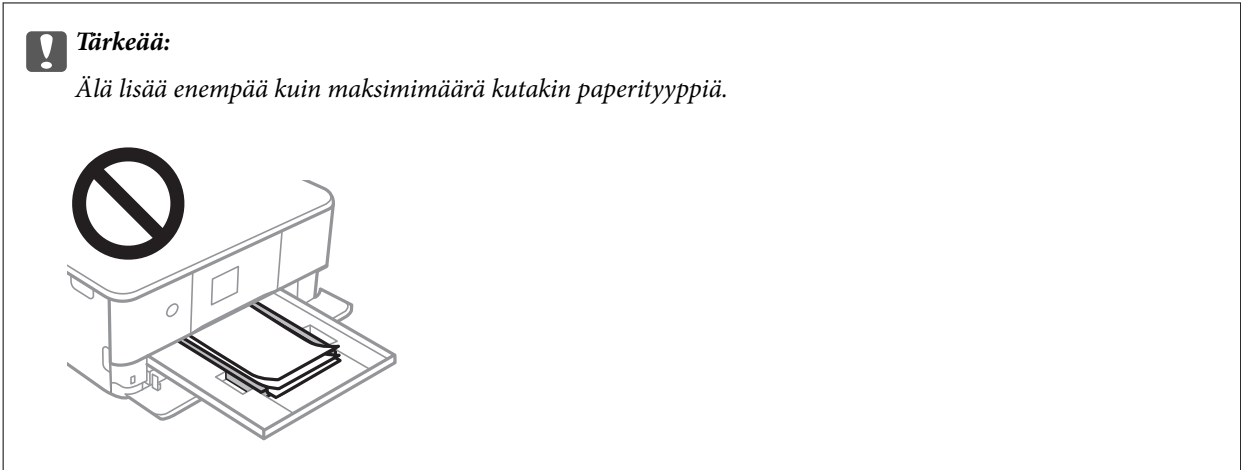 Tärkeää:
Älä lisää enempää kuin maksimimäärä kutakin paperityyppiä.